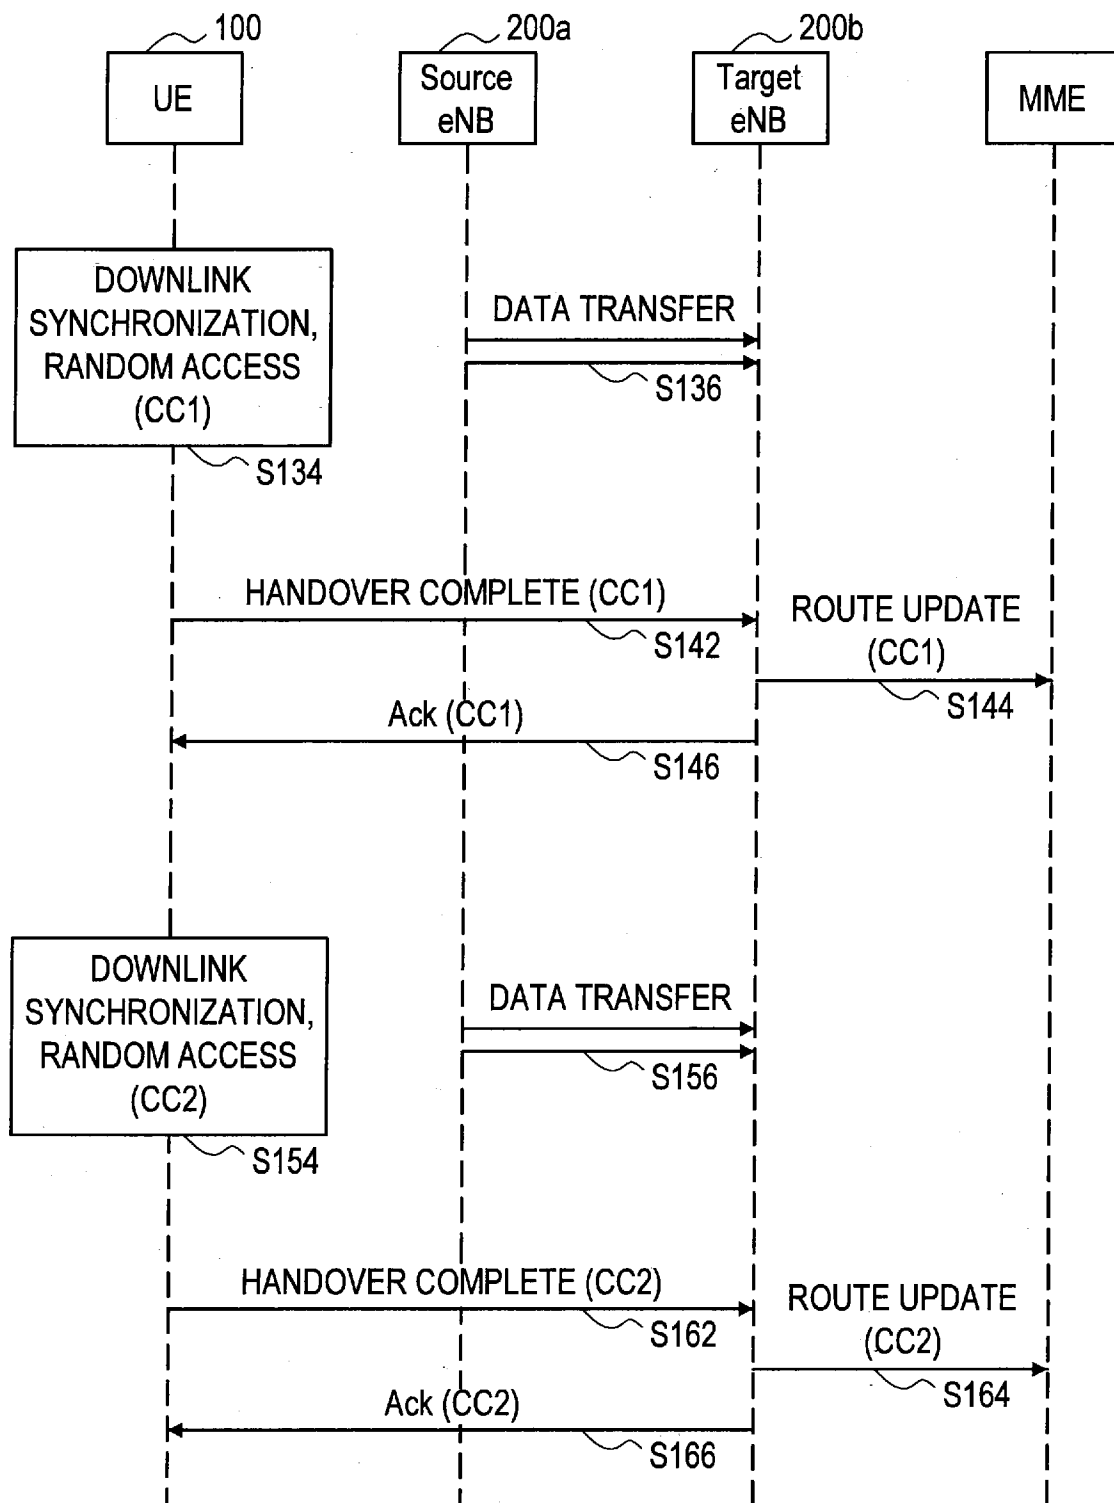 100
200a
200b
UE
Source
eNB
Target
eNB
MME
DOWNLINK
SYNCHRONIZATION,
RANDOM ACCESS
(CC1)
S134
DATA TRANSFER
S136
HANDOVER COMPLETE (CC1)
S142
ROUTE UPDATE
(CC1)
S144
Ack (CC1)
S146
DOWNLINK
SYNCHRONIZATION,
RANDOM ACCESS
(CC2)
S154
DATA TRANSFER
S156
HANDOVER COMPLETE (CC2)
S162
ROUTE UPDATE
(CC2)
S164
Ack (CC2)
S166